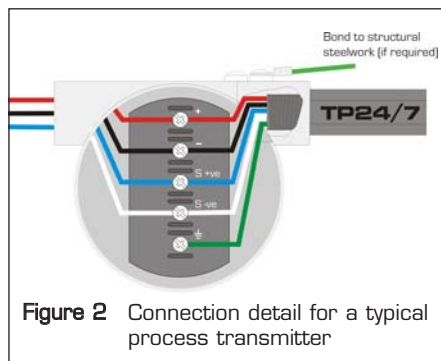 Bond to structural
steelwork (if required)
TP24/7
+
–
S +ve
S -ve
Figure 2 Connection detail for a typical
process transmitter